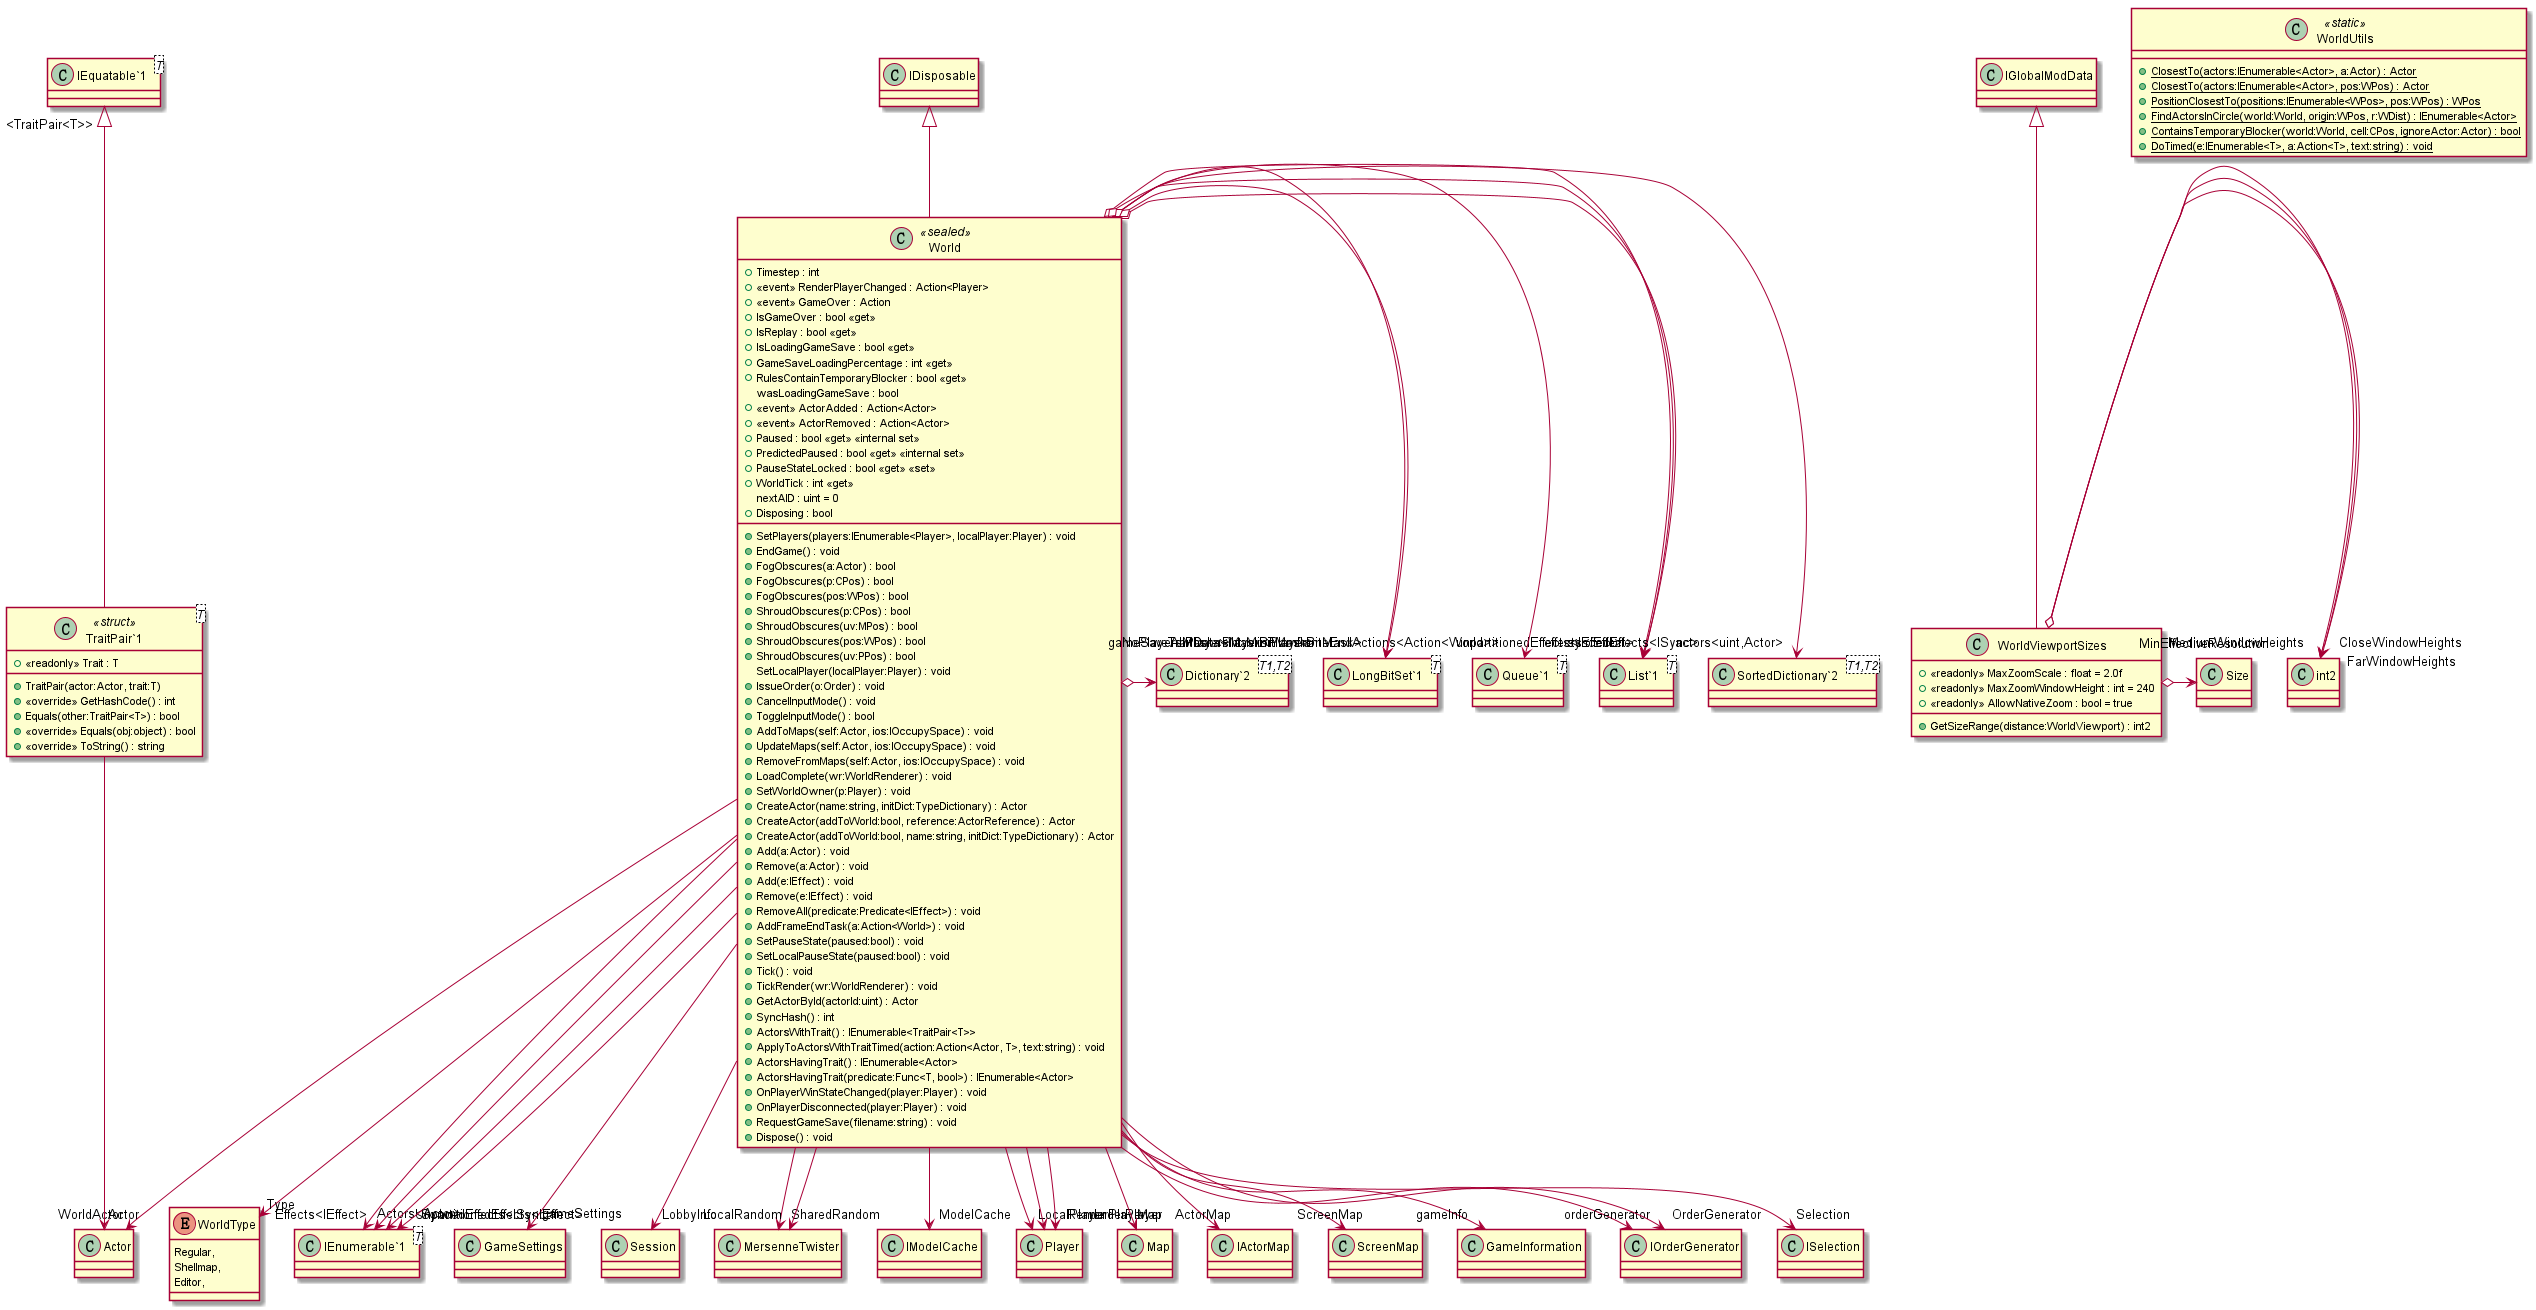 «static»
WorldUtils
ClosestTo(actors:IEnumerable<Actor>, a:Actor) : Actor
ClosestTo(actors:IEnumerable<Actor>, pos:WPos) : Actor
PositionClosestTo(positions:IEnumerable<WPos>, pos:WPos) : WPos
FindActorsInCircle(world:World, origin:WPos, r:WDist) : IEnumerable<Actor>
ContainsTemporaryBlocker(world:World, cell:CPos, ignoreActor:Actor) : bool
DoTimed(e:IEnumerable<T>, a:Action<T>, text:string) : void
IEquatable`1
T
IDisposable
IGlobalModData
<TraitPair<T>>
«sealed»
World
Timestep : int
«event» RenderPlayerChanged : Action<Player>
«event» GameOver : Action
IsGameOver : bool «get»
IsReplay : bool «get»
IsLoadingGameSave : bool «get»
GameSaveLoadingPercentage : int «get»
RulesContainTemporaryBlocker : bool «get»
wasLoadingGameSave : bool
«event» ActorAdded : Action<Actor>
«event» ActorRemoved : Action<Actor>
Paused : bool «get» «internal set»
PredictedPaused : bool «get» «internal set»
PauseStateLocked : bool «get» «set»
WorldTick : int «get»
nextAID : uint = 0
Disposing : bool
SetPlayers(players:IEnumerable<Player>, localPlayer:Player) : void
EndGame() : void
FogObscures(a:Actor) : bool
FogObscures(p:CPos) : bool
FogObscures(pos:WPos) : bool
ShroudObscures(p:CPos) : bool
ShroudObscures(uv:MPos) : bool
ShroudObscures(pos:WPos) : bool
ShroudObscures(uv:PPos) : bool
SetLocalPlayer(localPlayer:Player) : void
IssueOrder(o:Order) : void
CancelInputMode() : void
ToggleInputMode() : bool
AddToMaps(self:Actor, ios:IOccupySpace) : void
UpdateMaps(self:Actor, ios:IOccupySpace) : void
RemoveFromMaps(self:Actor, ios:IOccupySpace) : void
LoadComplete(wr:WorldRenderer) : void
SetWorldOwner(p:Player) : void
CreateActor(name:string, initDict:TypeDictionary) : Actor
CreateActor(addToWorld:bool, reference:ActorReference) : Actor
CreateActor(addToWorld:bool, name:string, initDict:TypeDictionary) : Actor
Add(a:Actor) : void
Remove(a:Actor) : void
Add(e:IEffect) : void
Remove(e:IEffect) : void
RemoveAll(predicate:Predicate<IEffect>) : void
AddFrameEndTask(a:Action<World>) : void
SetPauseState(paused:bool) : void
SetLocalPauseState(paused:bool) : void
Tick() : void
TickRender(wr:WorldRenderer) : void
GetActorById(actorId:uint) : Actor
SyncHash() : int
ActorsWithTrait() : IEnumerable<TraitPair<T>>
ApplyToActorsWithTraitTimed(action:Action<Actor, T>, text:string) : void
ActorsHavingTrait() : IEnumerable<Actor>
ActorsHavingTrait(predicate:Func<T, bool>) : IEnumerable<Actor>
OnPlayerWinStateChanged(player:Player) : void
OnPlayerDisconnected(player:Player) : void
RequestGameSave(filename:string) : void
Dispose() : void
«struct»
TraitPair`1
T
«readonly» Trait : T
TraitPair(actor:Actor, trait:T)
«override» GetHashCode() : int
Equals(other:TraitPair<T>) : bool
«override» Equals(obj:object) : bool
«override» ToString() : string
actors<uint,Actor>
Dictionary`2
T1,T2
LongBitSet`1
T
Queue`1
T
List`1
T
SortedDictionary`2
T1,T2
WorldViewportSizes
«readonly» MaxZoomScale : float = 2.0f
«readonly» MaxZoomWindowHeight : int = 240
«readonly» AllowNativeZoom : bool = true
GetSizeRange(distance:WorldViewport) : int2
CloseWindowHeights
FarWindowHeights
Size
int2
WorldActor
Actor
Type
Effects<IEffect>
gameSettings
LobbyInfo
LocalRandom
SharedRandom
ModelCache
Map
ActorMap
ScreenMap
gameInfo
orderGenerator
OrderGenerator
Selection
Actor
WorldType
Regular,
Shellmap,
Editor,
IEnumerable`1
T
GameSettings
Session
MersenneTwister
IModelCache
Player
Map
IActorMap
ScreenMap
GameInformation
IOrderGenerator
ISelection